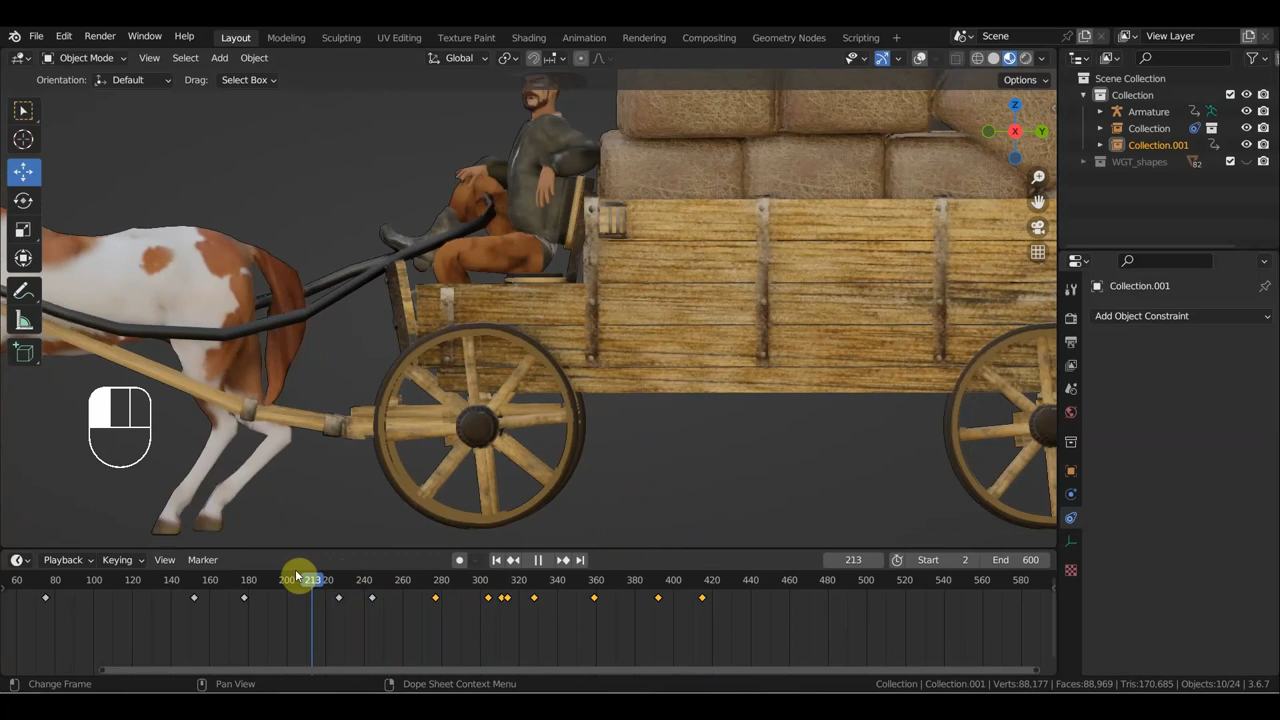 File Edit Render Window Help Layout Modeling Sculpting UV Editing Texture Paint Shading Animation Rendering Compositing Geometry Nodes Scripting + Scene View Layer
Object Mode View Select Add Object Global
Orientation: Default Drag: Select Box Options
Scene Collection
Collection
Armature
Collection
Collection.001
WGT_shapes 82
Z
X
Y
Collection.001
Add Object Constraint
Playback Keying View Marker 213 Start 2 End 600
60 80 100 120 140 160 180 200 213 220 240 260 280 300 320 340 360 380 400 420 440 460 480 500 520 540 560 580
Change Frame Pan View Dope Sheet Context Menu Collection | Collection.001 | Verts:88,177 | Faces:88,969 | Tris:170,685 | Objects:10/24 | 3.6.7